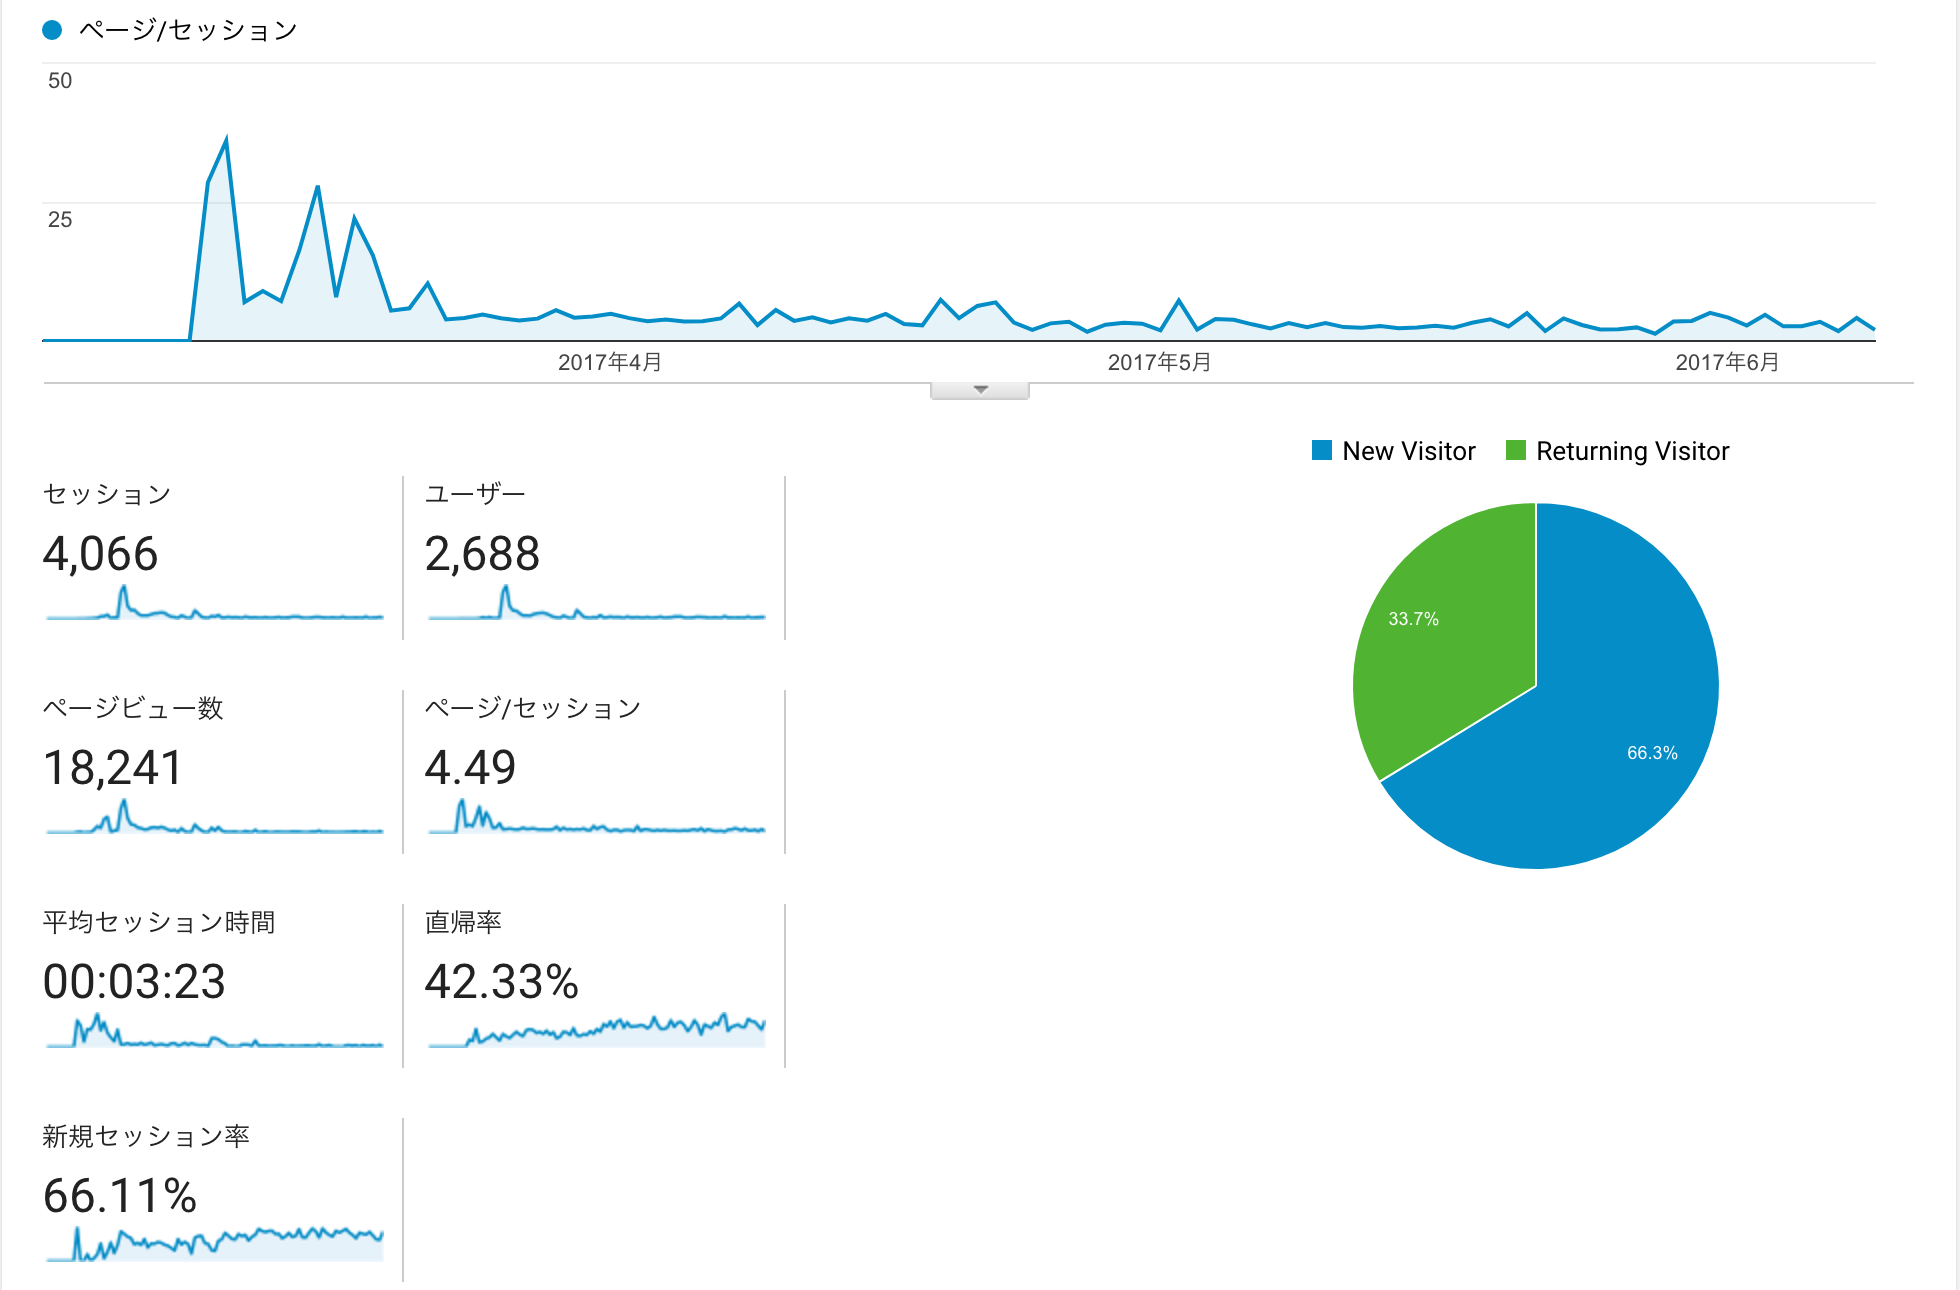 ページ/セッション
50
25
2017年4月
2017年5月
2017年6月
New Visitor
Returning Visitor
セッション
4,066
ユーザー
2,688
ページビュー数
18,241
ページ/セッション
4.49
平均セッション時間
00:03:23
直帰率
42.33%
新規セッション率
66.11%
33.7%
66.3%